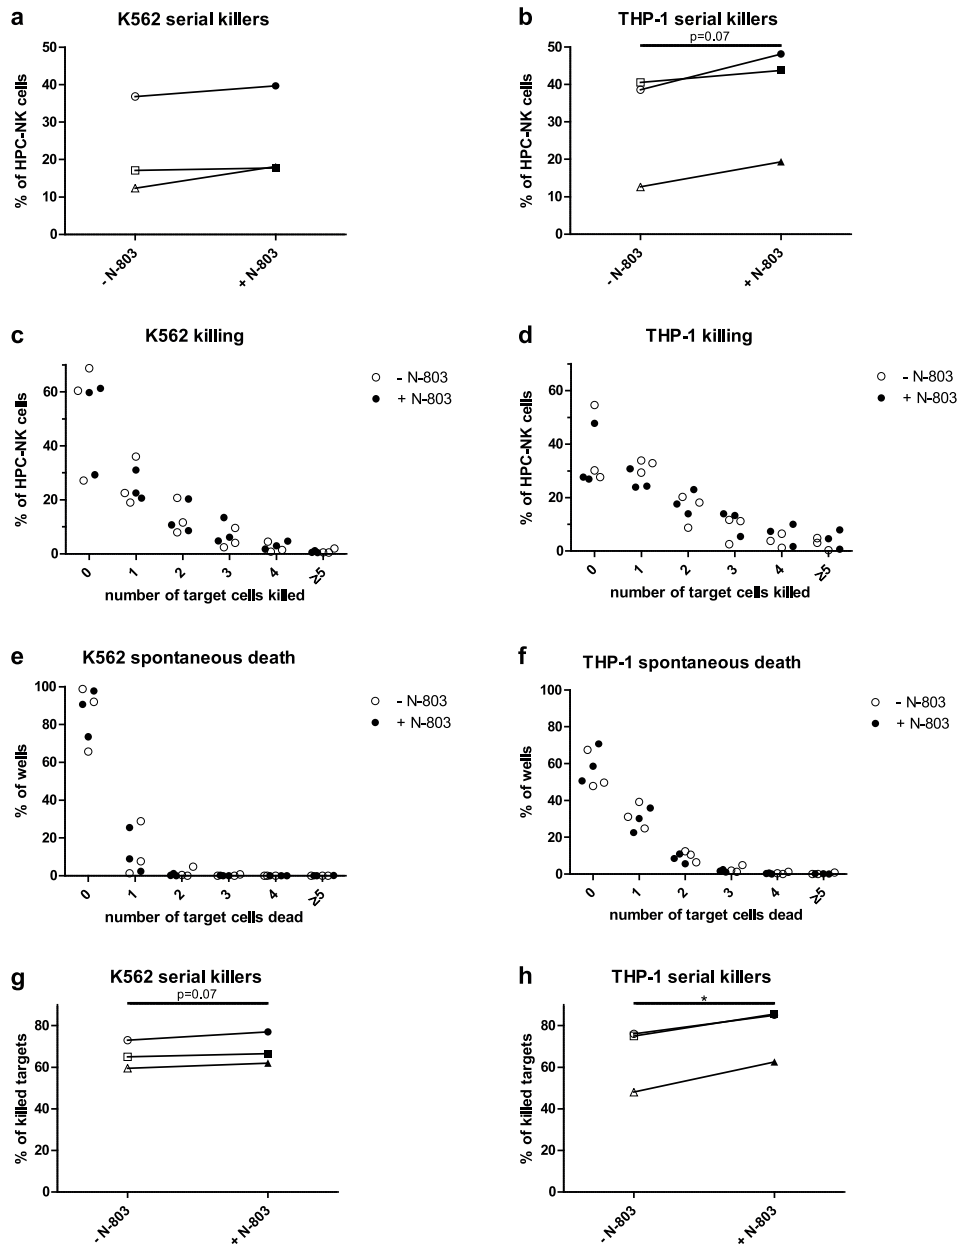 a
K562 serial killers
50
40
30
20
10
0
% of HPC-NK cells
- N-803
+ N-803
b
THP-1 serial killers
p=0.07
50
40
30
20
10
0
% of HPC-NK cells
- N-803
+ N-803
c
K562 killing
60
40
20
0
% of HPC-NK cells
0
1
2
3
4
≥5
number of target cells killed
- N-803
+ N-803
d
THP-1 killing
60
40
20
0
% of HPC-NK cells
0
1
2
3
4
≥5
number of target cells killed
- N-803
+ N-803
e
K562 spontaneous death
100
80
60
40
20
0
% of wells
0
1
2
3
4
≥5
number of target cells dead
- N-803
+ N-803
f
THP-1 spontaneous death
100
80
60
40
20
0
% of wells
0
1
2
3
4
≥5
number of target cells dead
- N-803
+ N-803
g
K562 serial killers
p=0.07
80
60
40
20
0
% of killed targets
- N-803
+ N-803
h
THP-1 serial killers
*
80
60
40
20
0
% of killed targets
- N-803
+ N-803